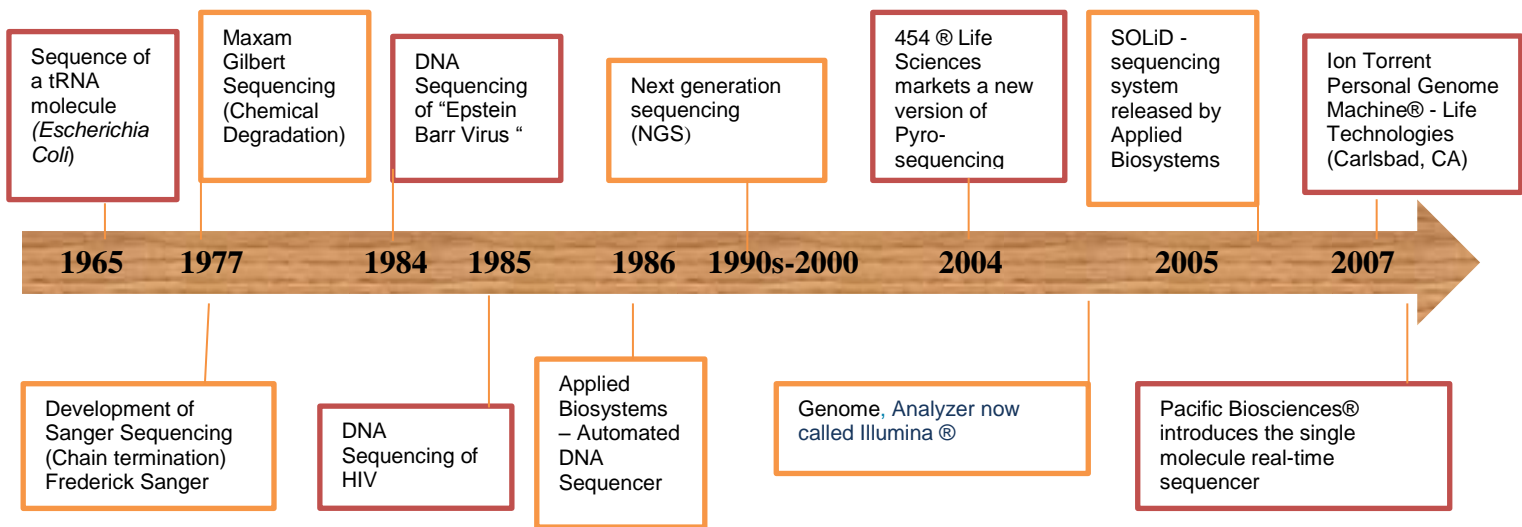 Sequence of
a tRNA
molecule
(Escherichia
Coli)
Maxam
Gilbert
Sequencing
(Chemical
Degradation)
DNA
Sequencing
of “Epstein
Barr Virus “
Next generation
sequencing
(NGS)
454 ® Life
Sciences
markets a new
version of
Pyro-
sequencing
SOLiD -
sequencing
system
released by
Applied
Biosystems
Ion Torrent
Personal Genome
Machine® - Life
Technologies
(Carlsbad, CA)
1965 1977 1984 1985 1986 1990s-2000 2004 2005 2007
Development of
Sanger Sequencing
(Chain termination)
Frederick Sanger
DNA
Sequencing of
HIV
Applied
Biosystems
– Automated
DNA
Sequencer
Genome, Analyzer now
called Illumina ®
Pacific Biosciences®
introduces the single
molecule real-time
sequencer